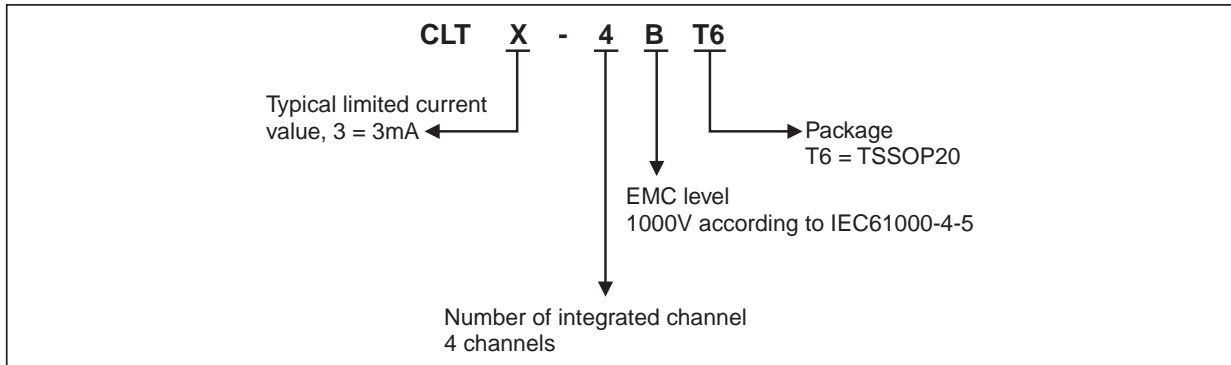 CLT X - 4 B T6
Typical limited current
value, 3 = 3mA
Package
T6 = TSSOP20
EMC level
1000V according to IEC61000-4-5
Number of integrated channel
4 channels